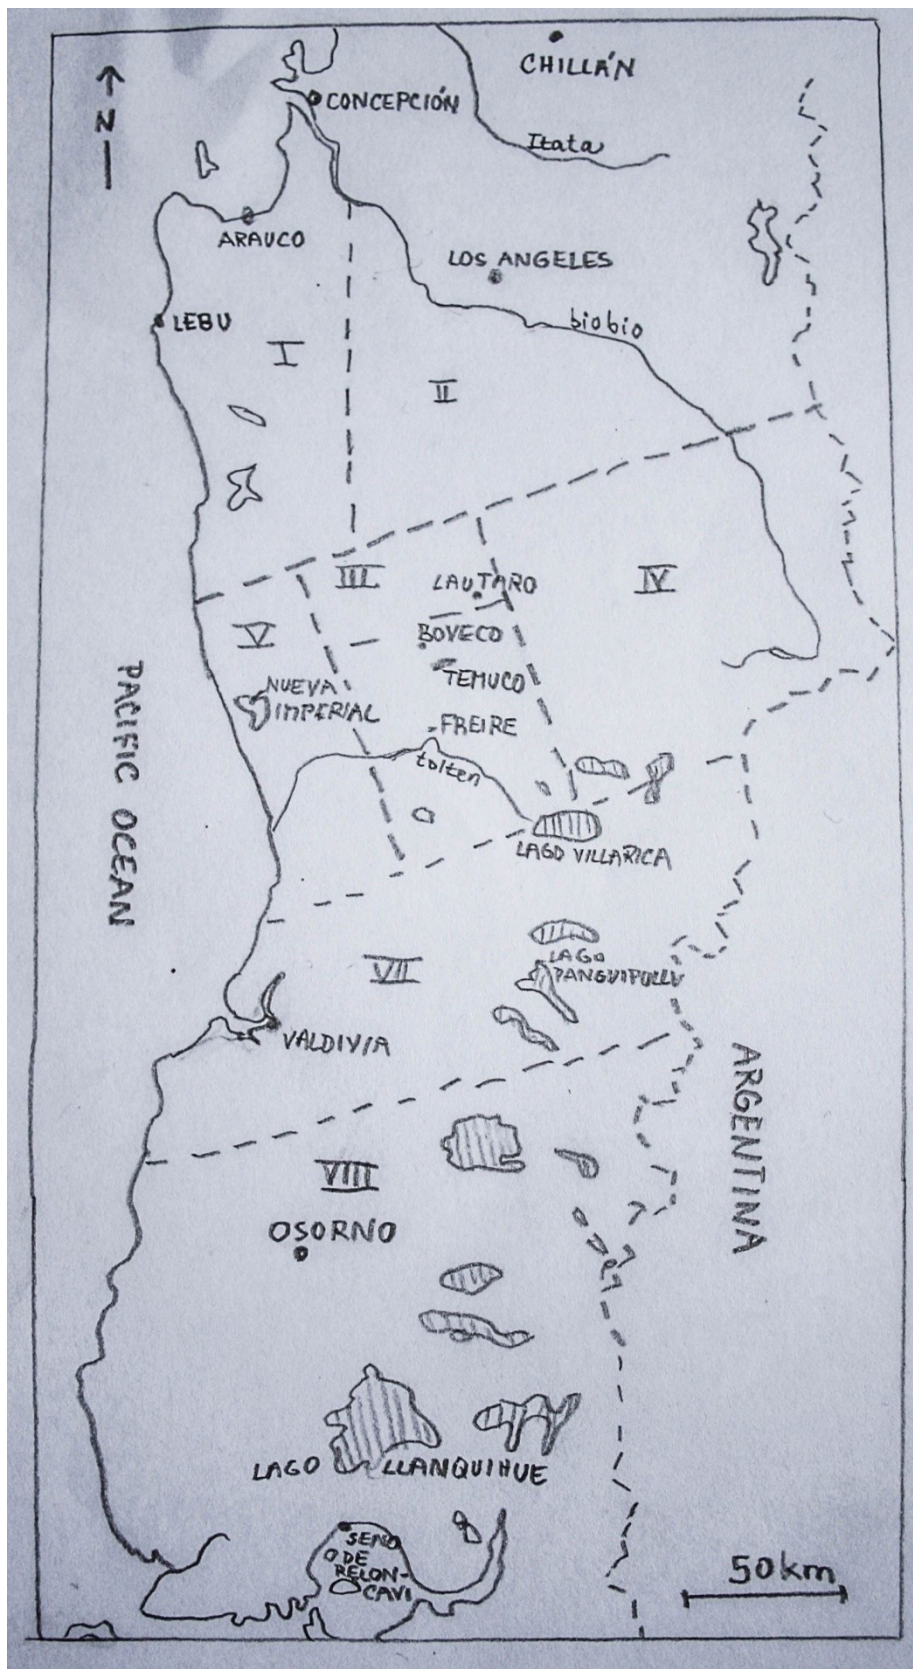 CHILLÁN
CONCEPCIÓN
N
Itata
ARAUCO
LOS ANGELES
LEBU
biobio
I
II
III
LAUTARO
IV
V
BOVECO
NUEVA
IMPERIAL
TEMUCO
FREIRE
tolten
PACIFIC OCEAN
LAGO VILLARICA
LAGO
PANGUIPULLV
VII
VALDIVIA
ARGENTINA
VIII
OSORNO
LAGO LLANQUIHUE
SENO
DE
RELON-
CAVI
50km